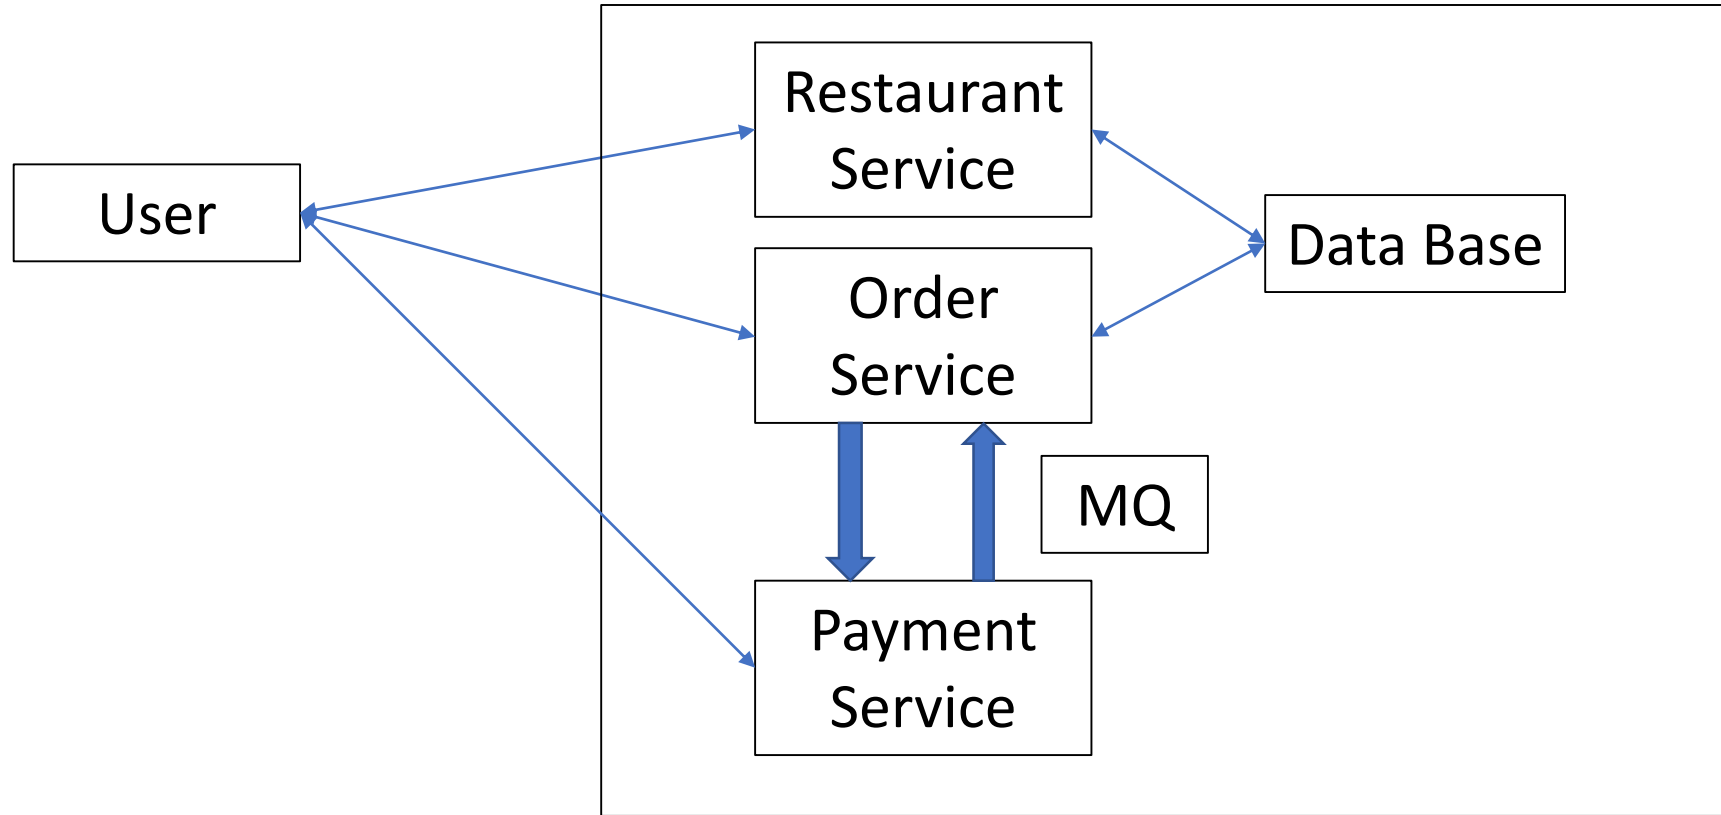 Restaurant
Service
User
Data Base
Order
Service
MQ
Payment
Service